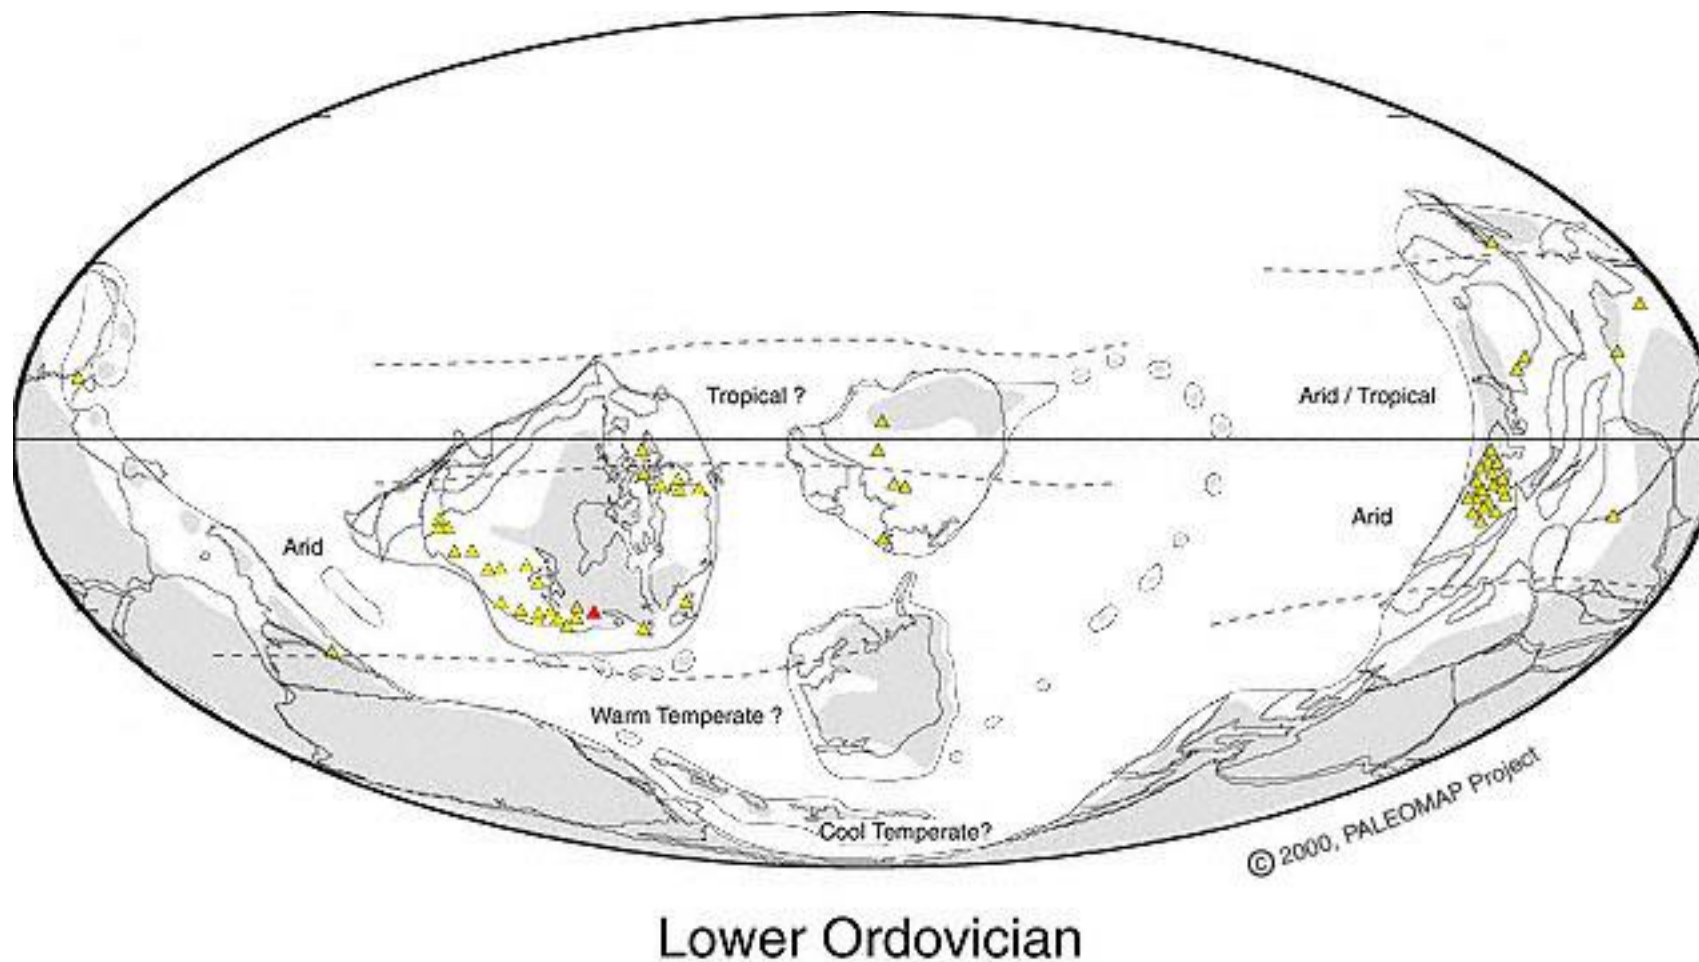 Tropical ?
Arid / Tropical
Arid
Arid
Warm Temperate ?
Cool Temperate?
© 2000, PALEOMAP Project
Lower Ordovician